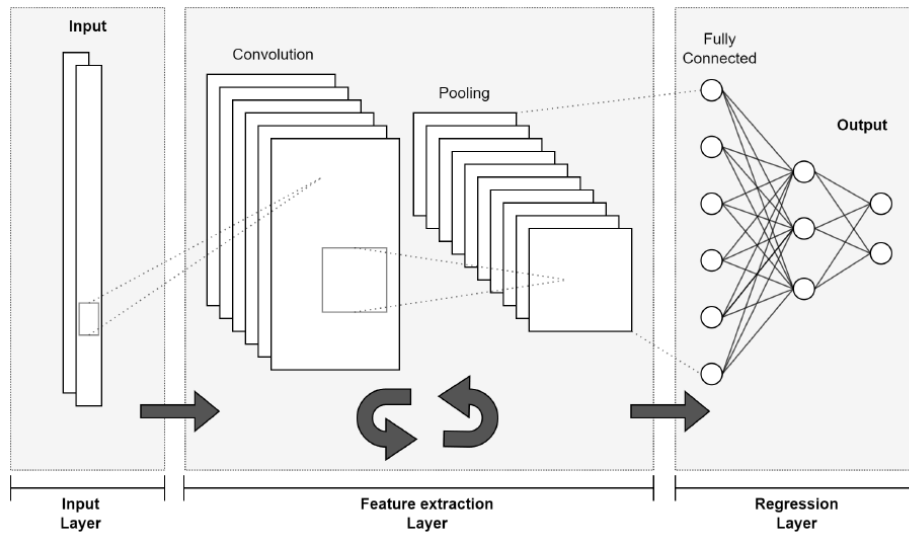 Input
Convolution
Pooling
Fully
Connected
Output
Input
Layer
Feature extraction
Layer
Regression
Layer